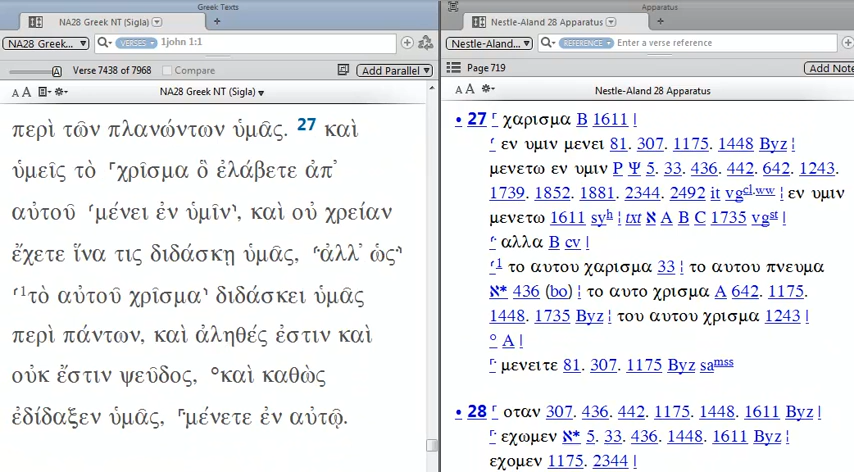 Greek Texts
NA28 Greek NT (Sigla)
NA28 Greek...
VERSES
1john 1:1
Verse 7438 of 7968
Compare
Add Parallel
A A
NA28 Greek NT (Sigla)
περὶ τῶν πλανώντων ὑμᾶς. 27 καὶ
ὑμεῖς τὸ ⸀χρῖσμα ὃ ἐλάβετε ἀπ’
αὐτοῦ ⸂μένει ἐν ὑμῖν⸃, καὶ οὐ χρείαν
ἔχετε ἵνα τις διδάσκῃ ὑμᾶς, ⸄ἀλλ’ ὡς⸅
⸂1τὸ αὐτοῦ χρῖσμα⸃ διδάσκει ὑμᾶς
περὶ πάντων, καὶ ἀληθές ἐστιν καὶ
οὐκ ἔστιν ψεῦδος, °καὶ καθὼς
ἐδίδαξεν ὑμᾶς, ⸁μένετε ἐν αὐτῷ.
Apparatus
Nestle-Aland 28 Apparatus
Nestle-Aland...
REFERENCE
Enter a verse reference
Page 719
Add Note
A A
Nestle-Aland 28 Apparatus
• 27 ⸀ χαρισμα B 1611 |
⸂ εν υμιν μενει 81. 307. 1175. 1448 Byz ¦
μενετω εν υμιν P Ψ 5. 33. 436. 442. 642. 1243.
1739. 1852. 1881. 2344. 2492 it vgcl.ww ¦ εν υμιν
μενετω 1611 syh ¦ txt ℵ A B C 1735 vgst |
⸄ αλλα B cv |
⸂1 το αυτου χαρισμα 33 ¦ το αυτου πνευμα
ℵ* 436 (bo) ¦ το αυτο χρισμα A 642. 1175.
1448. 1735 Byz ¦ του αυτου χρισμα 1243 |
° A |
⸁ μενειτε 81. 307. 1175 Byz samss
• 28 ⸀ οταν 307. 436. 442. 1175. 1448. 1611 Byz |
⸁ εχωμεν ℵ* 5. 33. 436. 1448. 1611 Byz ¦
εχομεν 1175. 2344 |